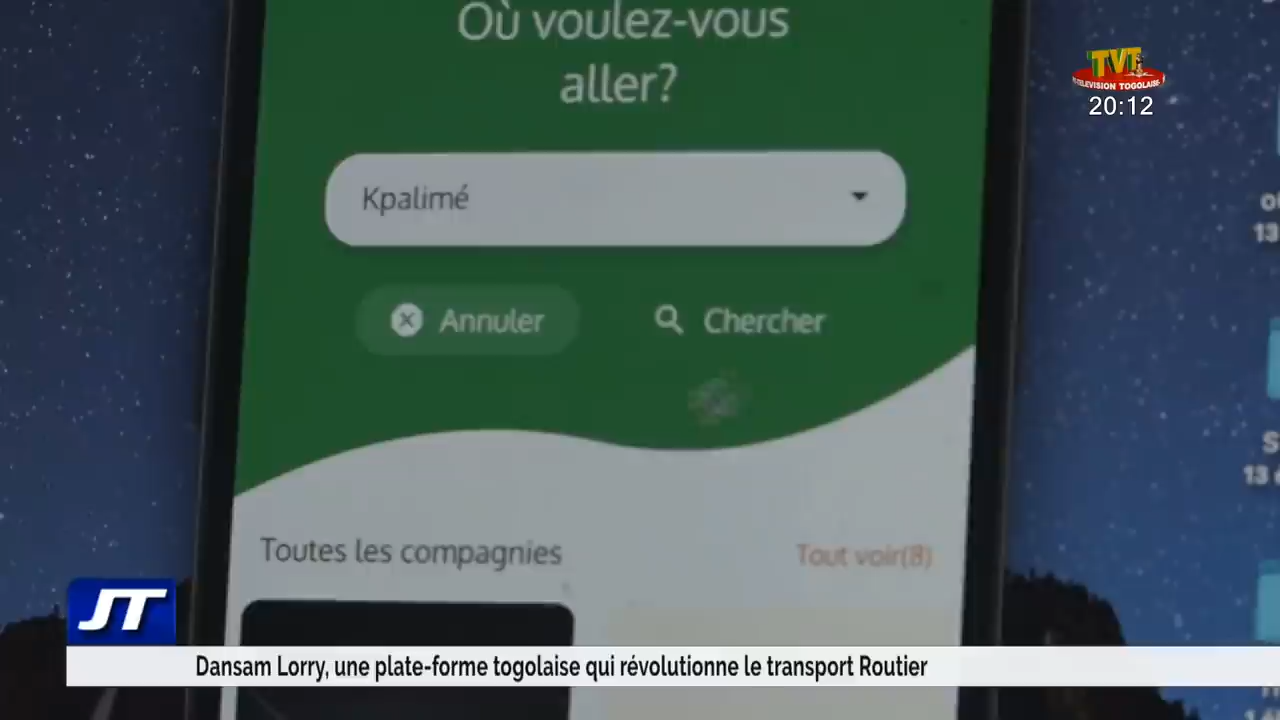 Où voulez-vous
aller?
TVT
TELEVISION TOGOLAISE
20:12
Kpalimé
Annuler
Chercher
Toutes les compagnies
Tout voir(8)
JT
Dansam Lorry, une plate-forme togolaise qui révolutionne le transport Routier